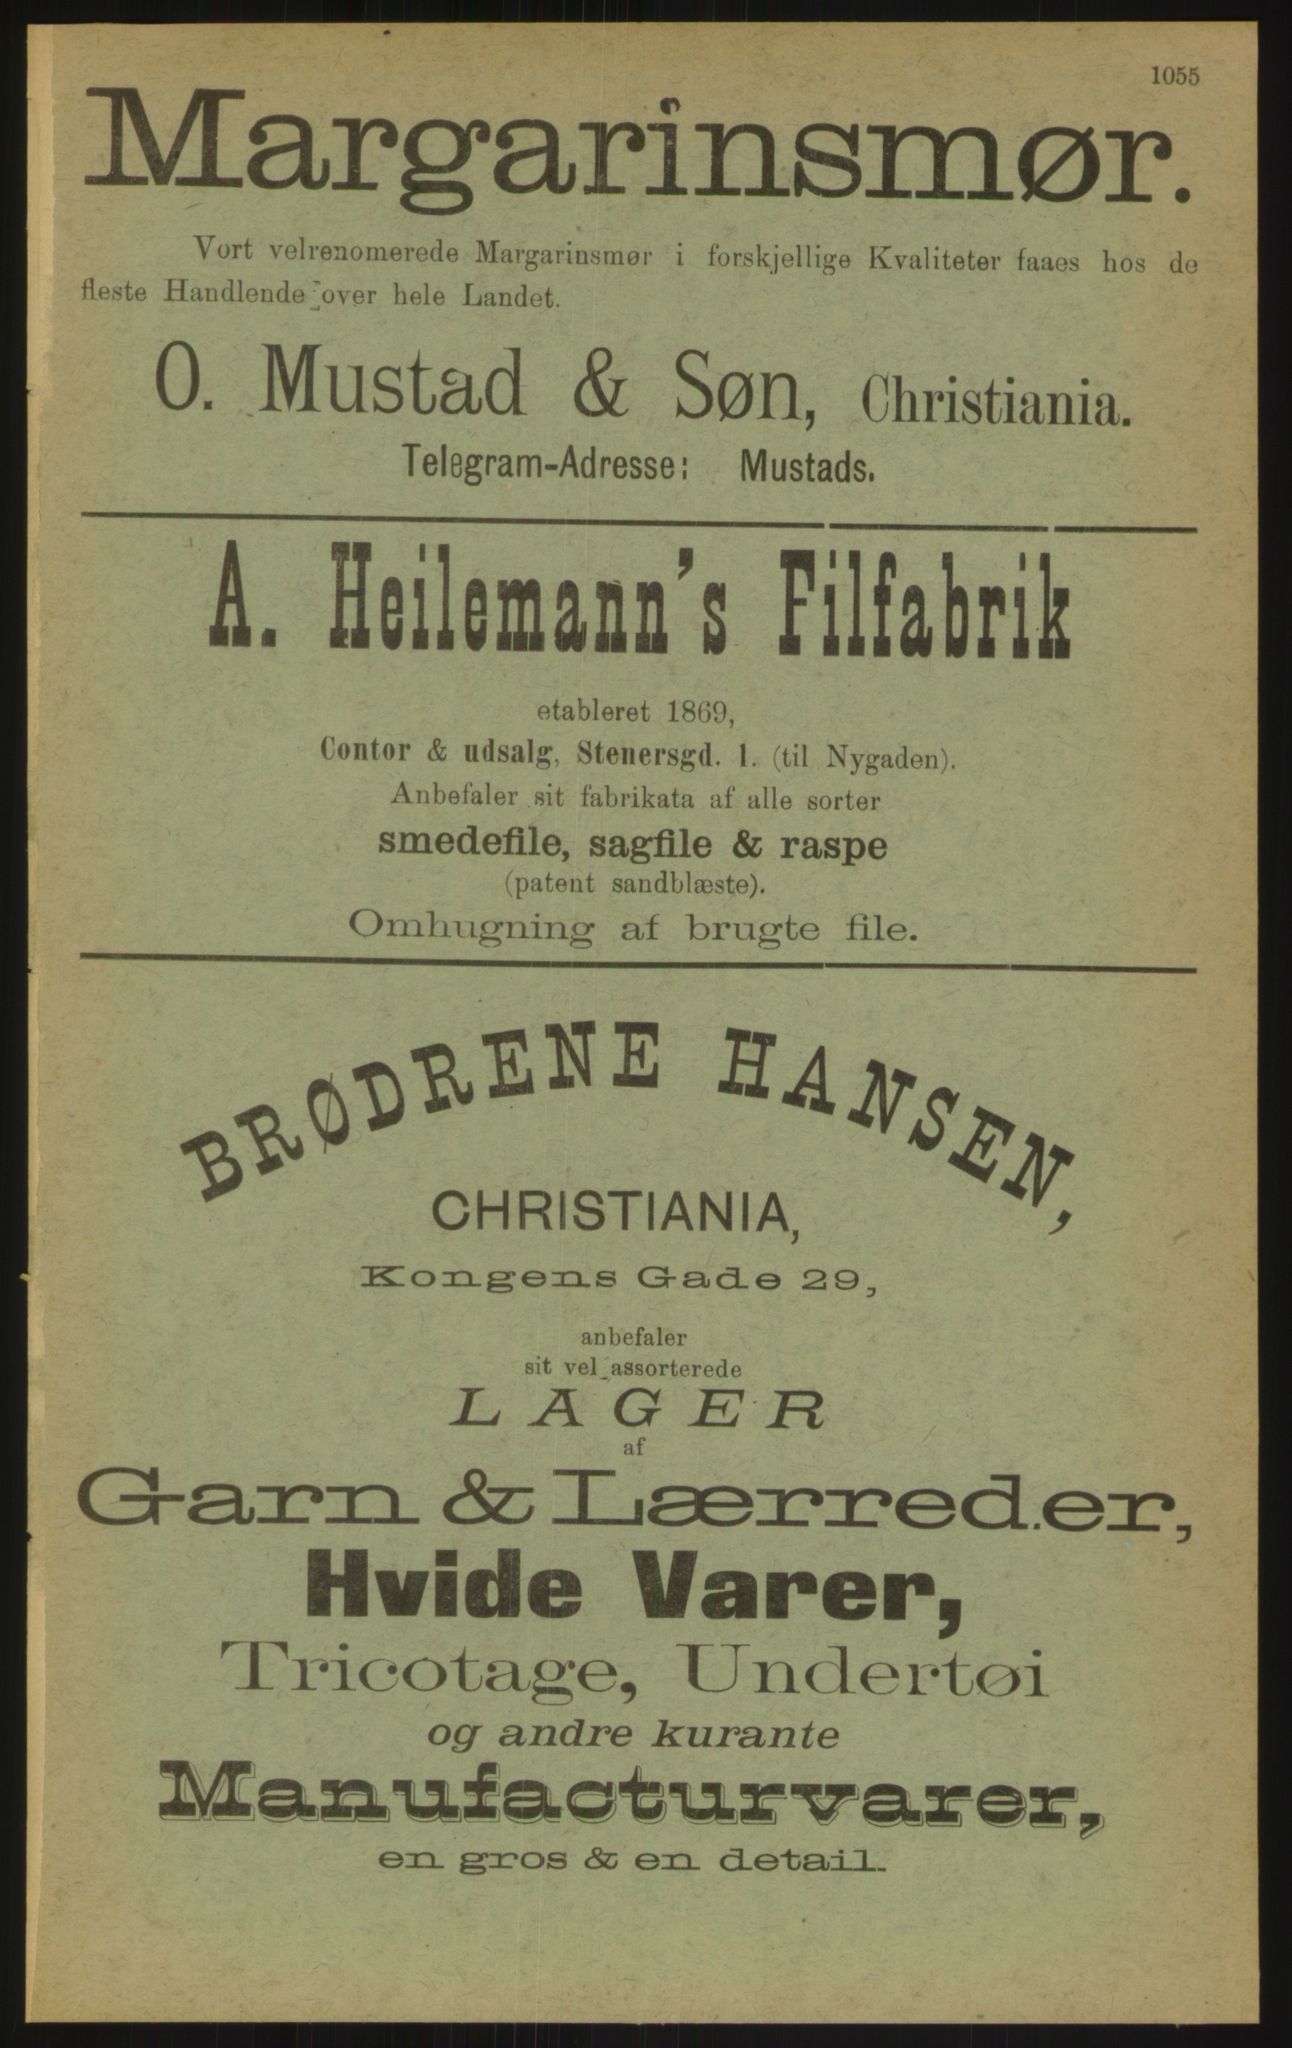 1055
Margarinsmør.
Vort velrenomerede Margarinsmør i forskjellige Kvaliteter faaes hos de
fleste Handlende over hele Landet.
O. Mustad & Søn, Christiania.
Telegram-Adresse: Mustads.
A. Heilemann's Filfabrik
etableret 1869,
Contor & udsalg, Stenersgd. 1. (til Nygaden).
Anbefaler sit fabrikata af alle sorter
smedefile, sagfile & raspe
(patent sandblæste).
Omhugning af brugte file.
BRØDRENE HANSEN,
CHRISTIANIA,
Kongens Gade 29,
anbefaler
sit vel assorterede
LAGER
af
Garn & Lærreder,
Hvide Varer,
Tricotage, Undertøi
og andre kurante
Manufacturvarer,
en gros & en detail.